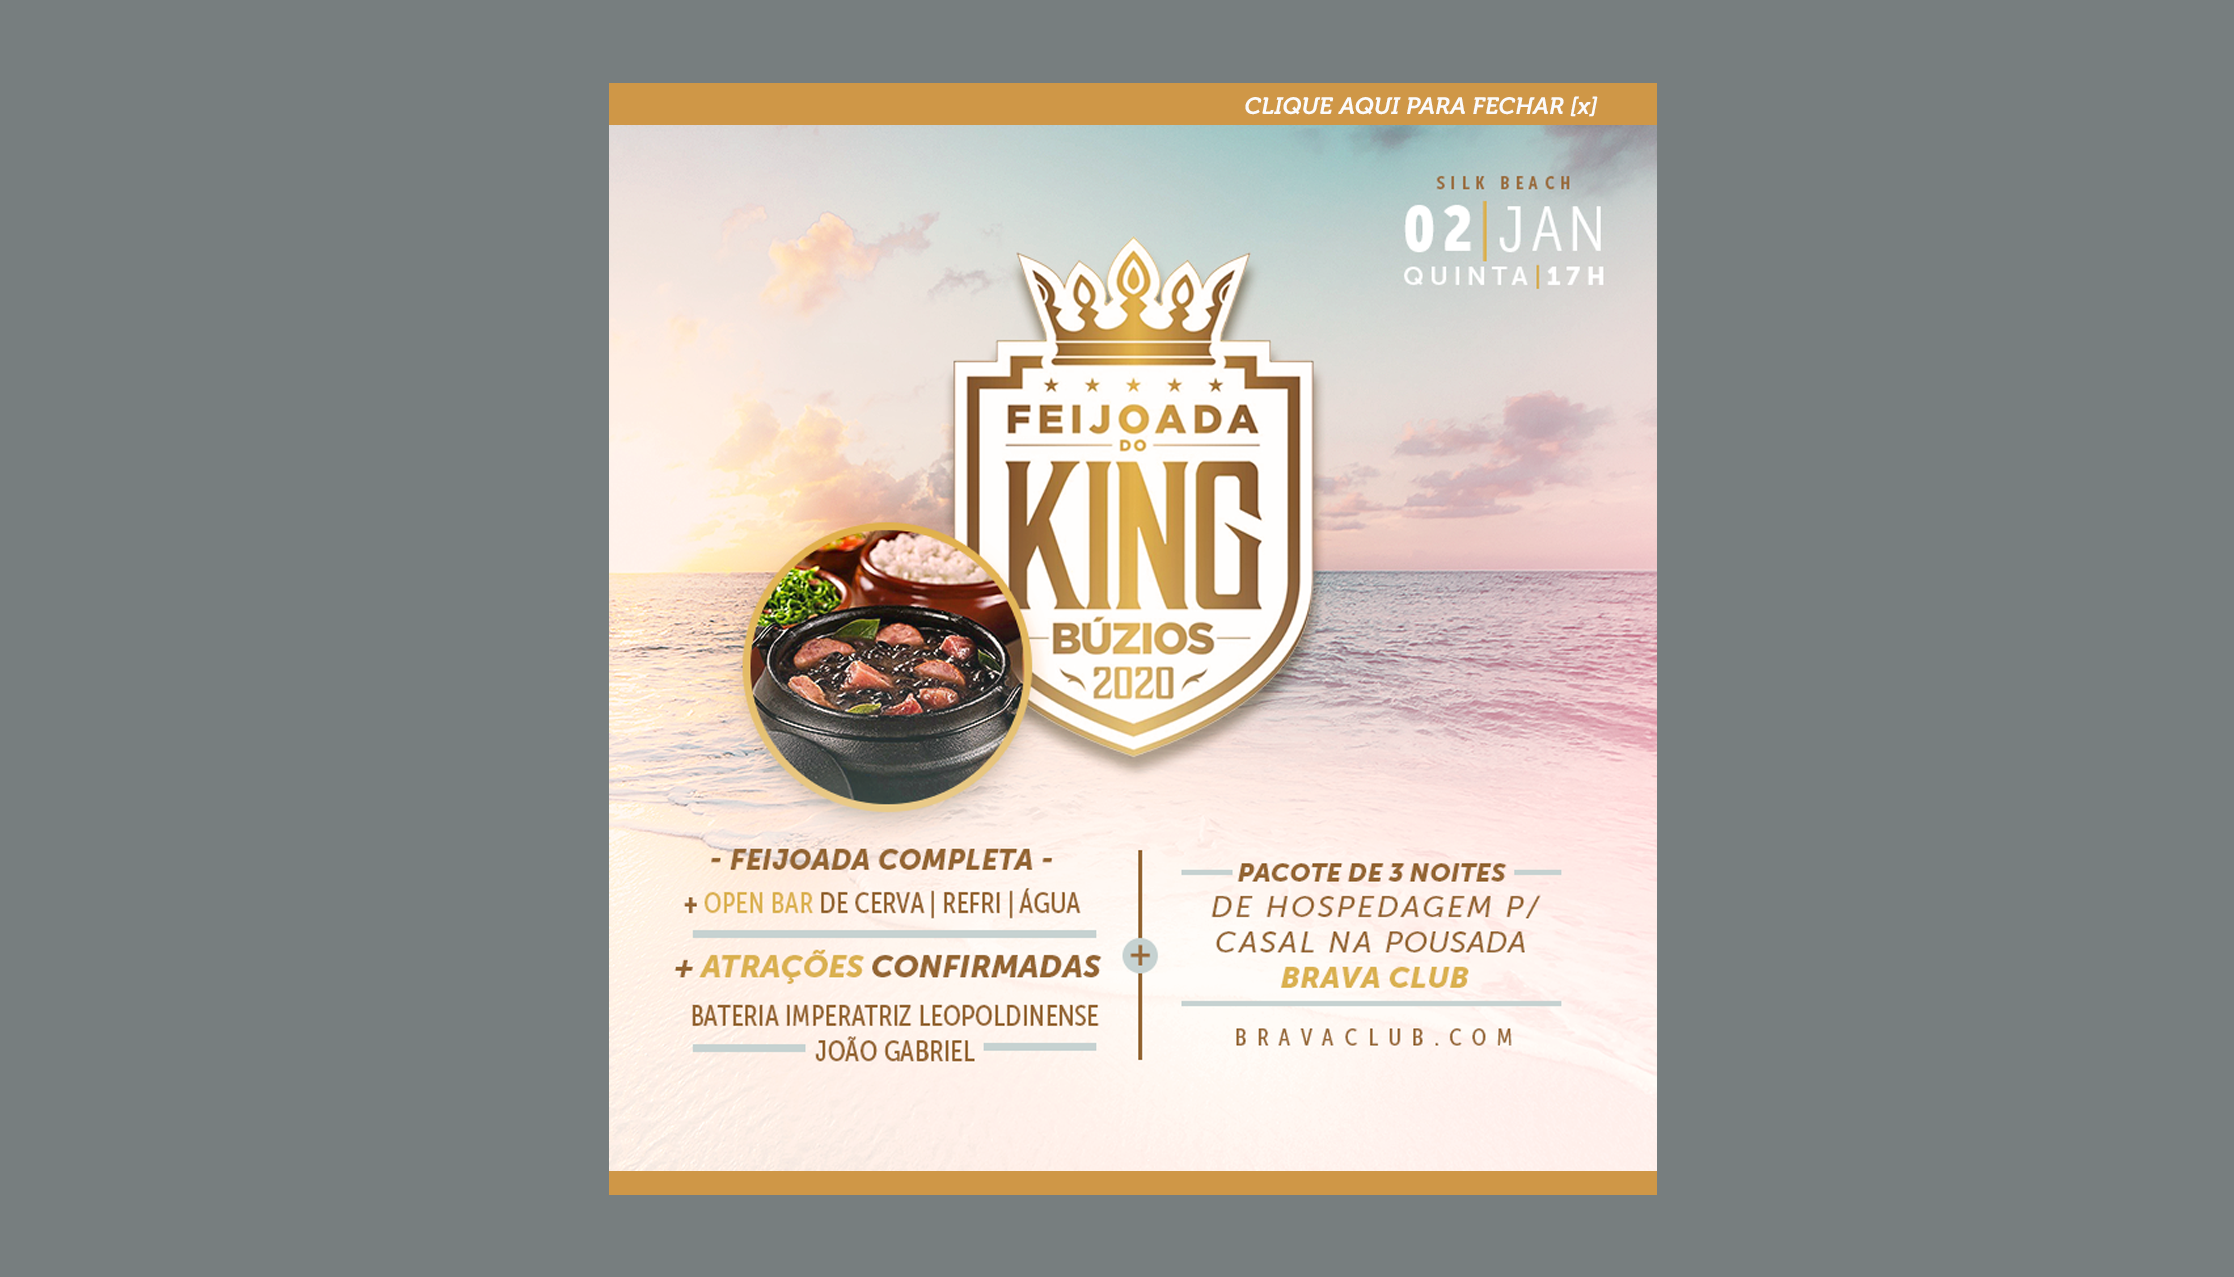 CLIQUE AQUI PARA FECHAR [x]
SILK BEACH
02|JAN
QUINTA|17H
FEIJOADA
DO
KING
BÚZIOS
2020
- FEIJOADA COMPLETA -
+ OPEN BAR DE CERVA | REFRI | ÁGUA
+ ATRAÇÕES CONFIRMADAS
BATERIA IMPERATRIZ LEOPOLDINENSE
JOÃO GABRIEL
+
PACOTE DE 3 NOITES
DE HOSPEDAGEM P/
CASAL NA POUSADA
BRAVA CLUB
BRAVACLUB.COM